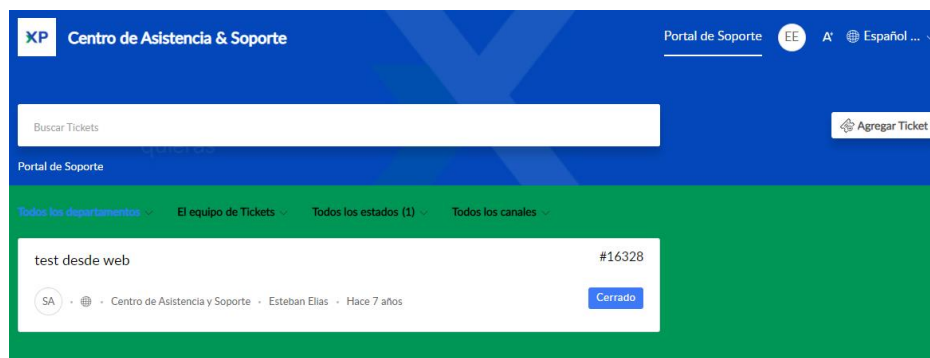 XP Centro de Asistencia & Soporte
Portal de Soporte EE A+ Español ...
Buscar Tickets
Agregar Ticket
quieras
Portal de Soporte
Todos los departamentos El equipo de Tickets Todos los estados (1) Todos los canales
test desde web #16328
SA · Centro de Asistencia y Soporte · Esteban Elias · Hace 7 años Cerrado